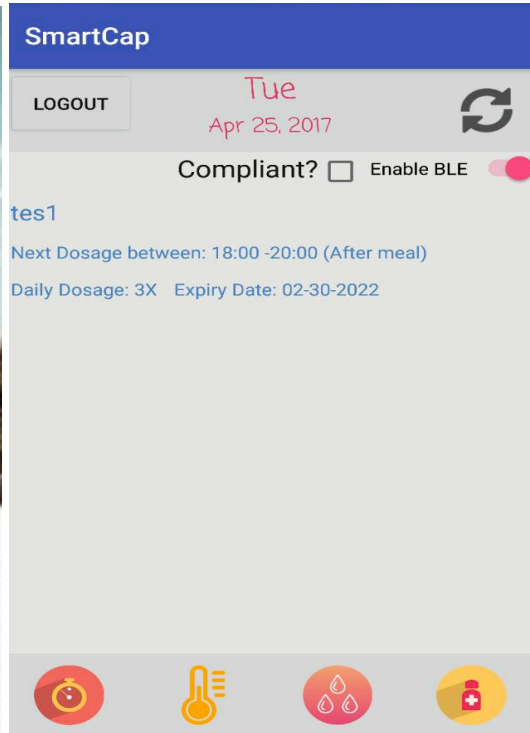 SmartCap
LOGOUT
Tue
Apr 25, 2017
Compliant? Enable BLE
tes1
Next Dosage between: 18:00 -20:00 (After meal)
Daily Dosage: 3X Expiry Date: 02-30-2022